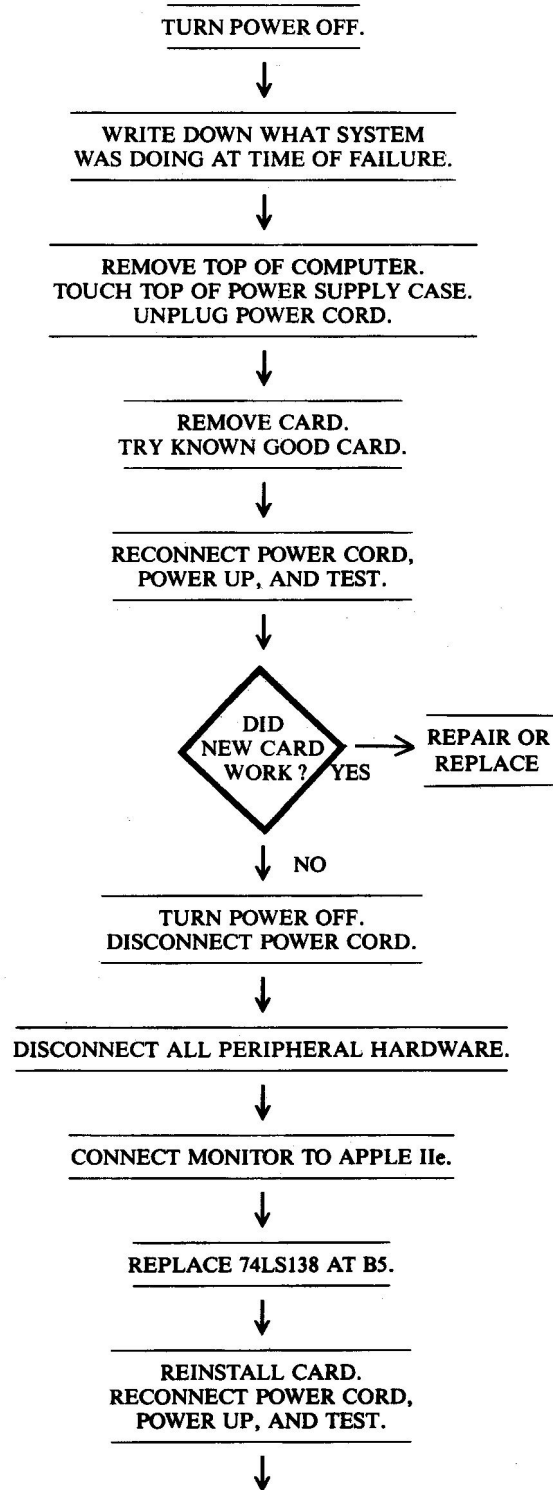 TURN POWER OFF.
WRITE DOWN WHAT SYSTEM
WAS DOING AT TIME OF FAILURE.
REMOVE TOP OF COMPUTER.
TOUCH TOP OF POWER SUPPLY CASE.
UNPLUG POWER CORD.
REMOVE CARD.
TRY KNOWN GOOD CARD.
RECONNECT POWER CORD,
POWER UP, AND TEST.
DID
NEW CARD
WORK?
YES
REPAIR OR
REPLACE
NO
TURN POWER OFF.
DISCONNECT POWER CORD.
DISCONNECT ALL PERIPHERAL HARDWARE.
CONNECT MONITOR TO APPLE IIe.
REPLACE 74LS138 AT B5.
REINSTALL CARD.
RECONNECT POWER CORD,
POWER UP, AND TEST.